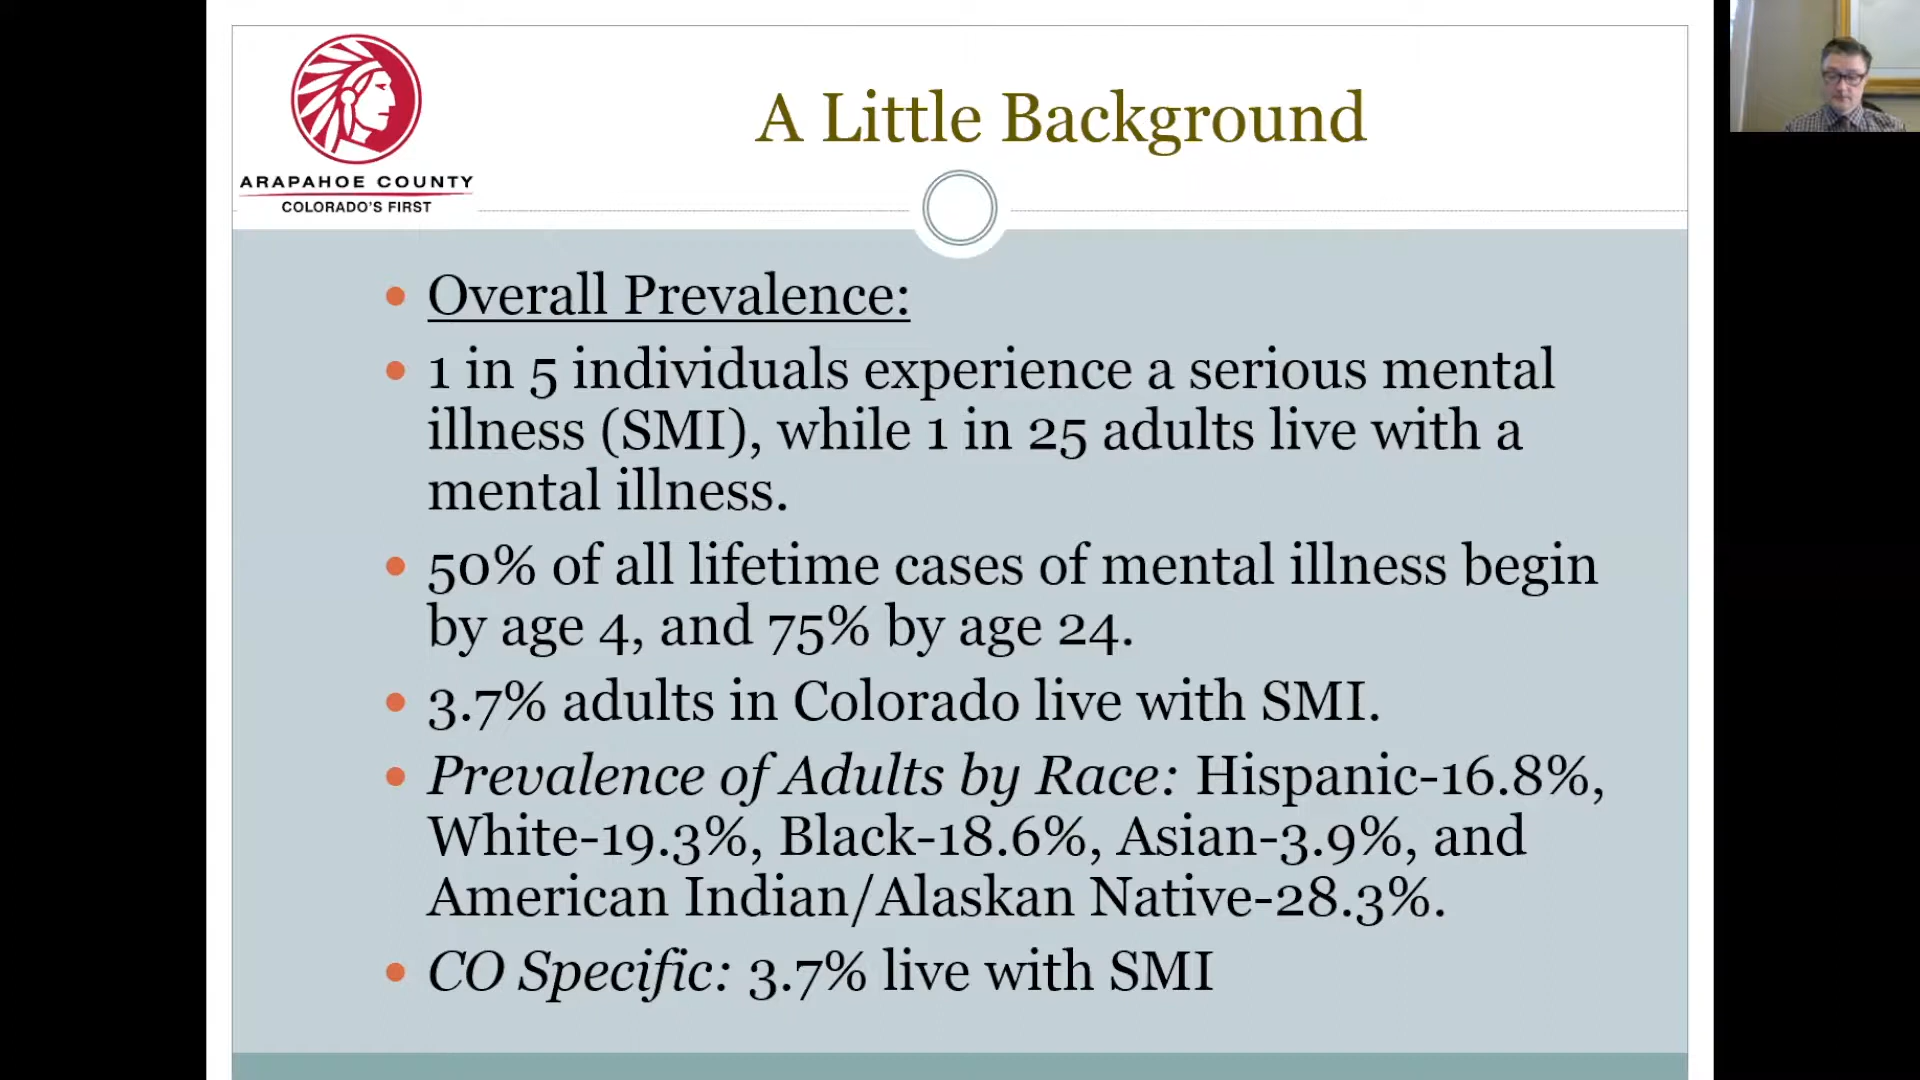 ARAPAHOE COUNTY
COLORADO'S FIRST
A Little Background
Overall Prevalence:
1 in 5 individuals experience a serious mental
illness (SMI), while 1 in 25 adults live with a
mental illness.
50% of all lifetime cases of mental illness begin
by age 4, and 75% by age 24.
3.7% adults in Colorado live with SMI.
Prevalence of Adults by Race: Hispanic-16.8%,
White-19.3%, Black-18.6%, Asian-3.9%, and
American Indian/Alaskan Native-28.3%.
CO Specific: 3.7% live with SMI